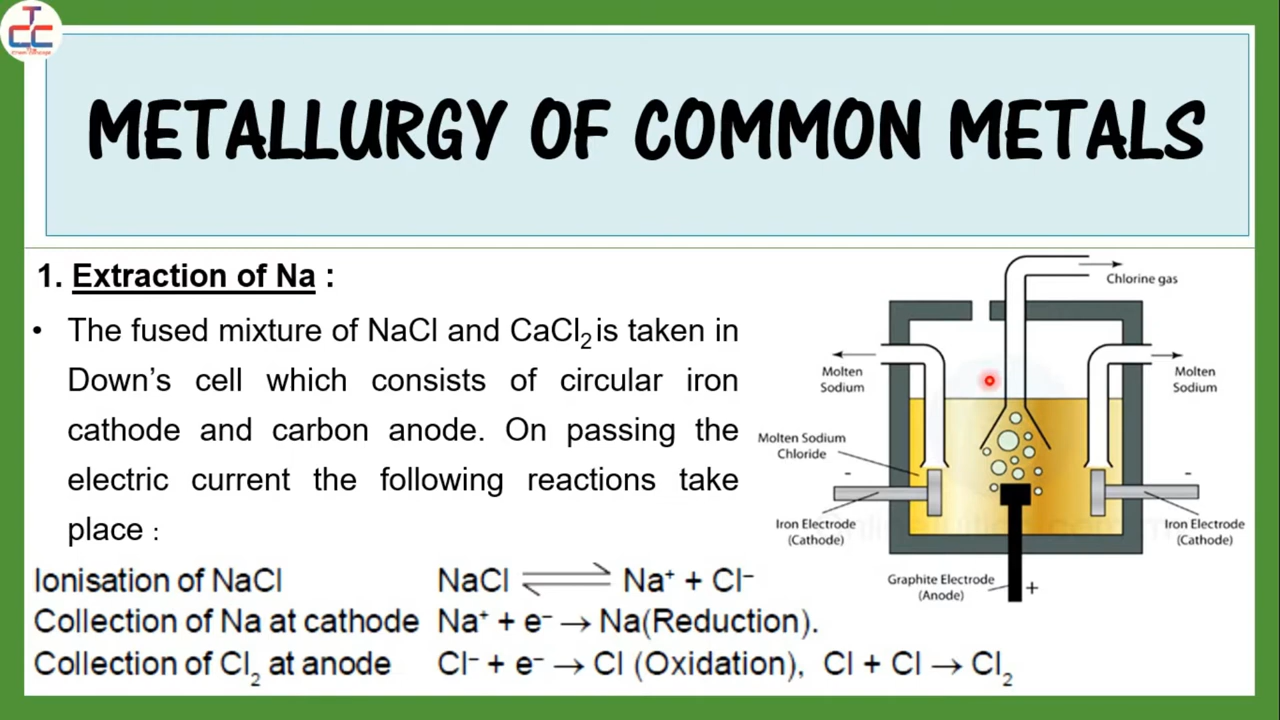 TCC
METALLURGY OF COMMON METALS
1. Extraction of Na :
• The fused mixture of NaCl and CaCl₂ is taken in
Down’s cell which consists of circular iron
cathode and carbon anode. On passing the
electric current the following reactions take
place :
Ionisation of NaCl NaCl ⇌ Na⁺ + Cl⁻
Collection of Na at cathode Na⁺ + e⁻ → Na(Reduction).
Collection of Cl₂ at anode Cl⁻ + e⁻ → Cl (Oxidation), Cl + Cl → Cl₂
Chlorine gas
Molten
Sodium
Molten
Sodium
Molten Sodium
Chloride
-
-
Iron Electrode
(Cathode)
Iron Electrode
(Cathode)
Graphite Electrode
(Anode)
+